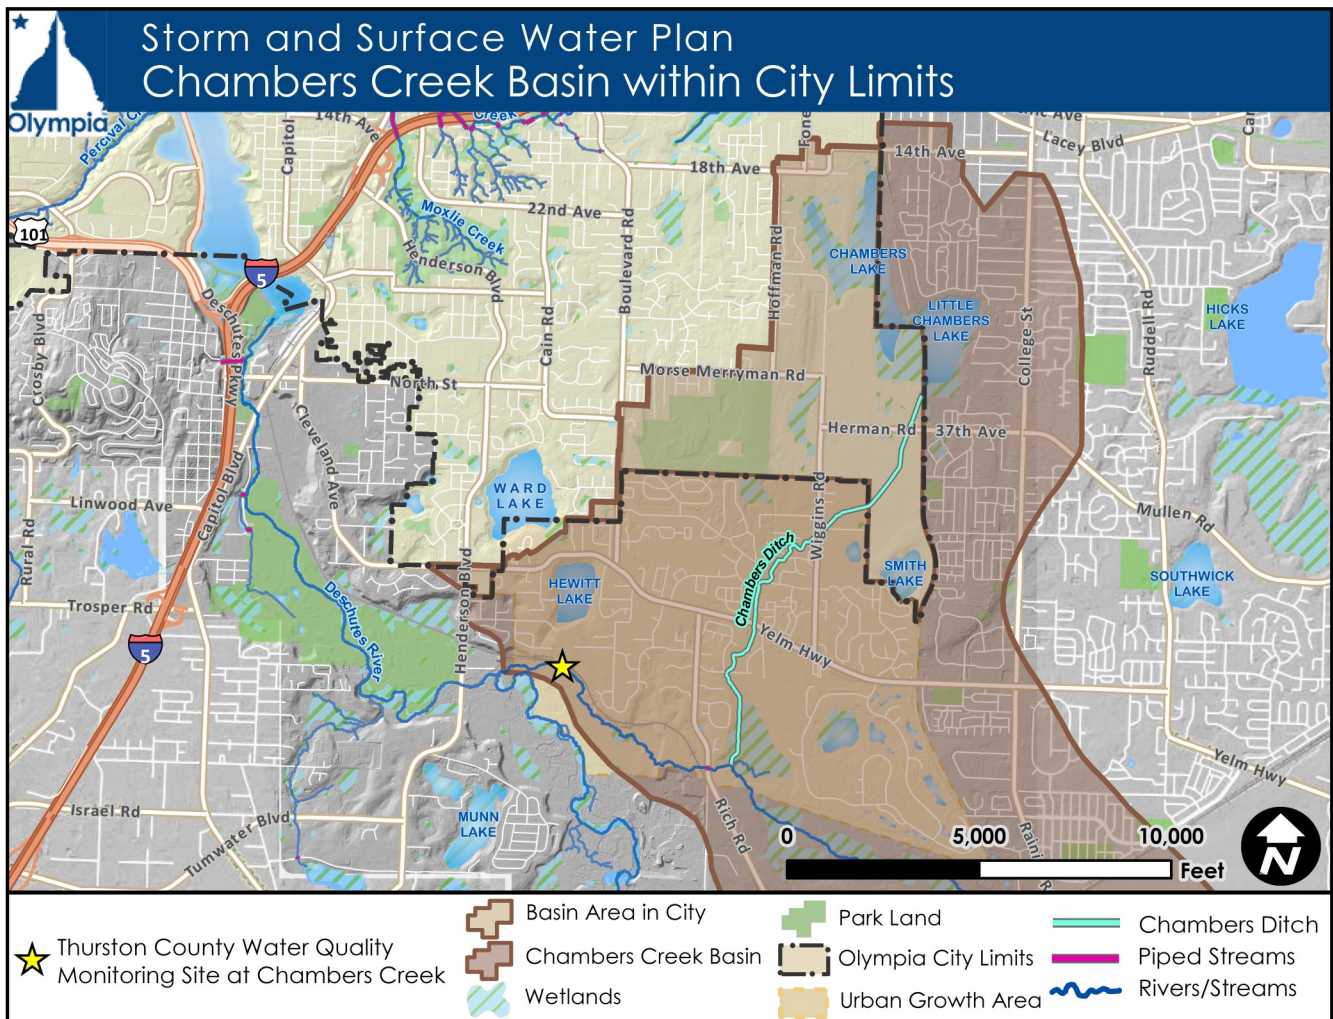 Storm and Surface Water Plan
Chambers Creek Basin within City Limits
Olympia
14th Ave
Capitol
Creek
18th Ave
14th Ave
Lacey Blvd
22nd Ave
Moxlie Creek
Henderson Blvd
Boulevard Rd
Cain Rd
Hoffman Rd
CHAMBERS
LAKE
LITTLE
CHAMBERS
LAKE
College St
Ruddell Rd
HICKS
LAKE
101
5
Deschutes Pkwy
Crosby Blvd
North St
Morse Merryman Rd
Herman Rd
37th Ave
Cleveland Ave
Capitol Blvd
Linwood Ave
WARD
LAKE
Wiggins Rd
Mullen Rd
Rural Rd
Trosper Rd
5
Deschutes River
Henderson Blvd
HEWITT
LAKE
Chambers Ditch
SMITH
LAKE
SOUTHWICK
LAKE
Yelm Hwy
Yelm Hwy
Israel Rd
Tumwater Blvd
MUNN
LAKE
Rich Rd
0
5,000
10,000
Feet
N
Thurston County Water Quality
Monitoring Site at Chambers Creek
Basin Area in City
Chambers Creek Basin
Wetlands
Park Land
Olympia City Limits
Urban Growth Area
Chambers Ditch
Piped Streams
Rivers/Streams